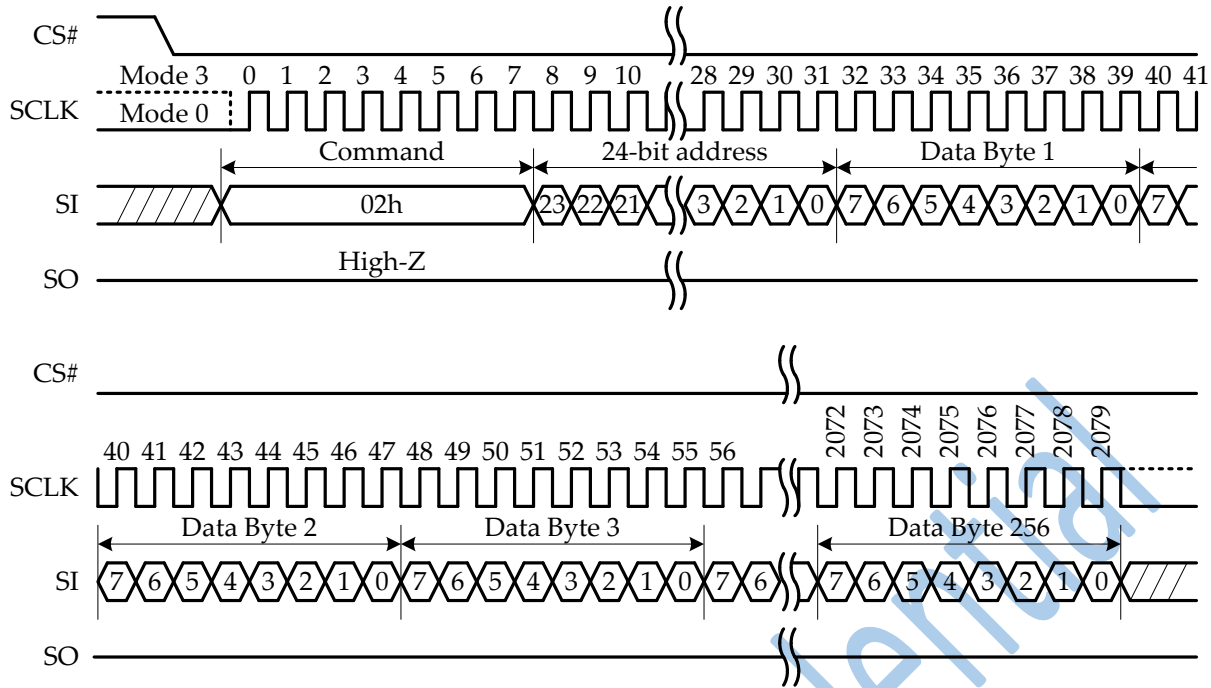 CS#
Mode 3 0 1 2 3 4 5 6 7 8 9 10 28 29 30 31 32 33 34 35 36 37 38 39 40 41
SCLK Mode 0
Command 24-bit address Data Byte 1
SI 02h 23 22 21 3 2 1 0 7 6 5 4 3 2 1 0 7
High-Z
SO
CS#
2072 2073 2074 2075 2076 2077 2078 2079
40 41 42 43 44 45 46 47 48 49 50 51 52 53 54 55 56
SCLK
Data Byte 2 Data Byte 3 Data Byte 256
SI 7 6 5 4 3 2 1 0 7 6 5 4 3 2 1 0 7 6 7 6 5 4 3 2 1 0
SO